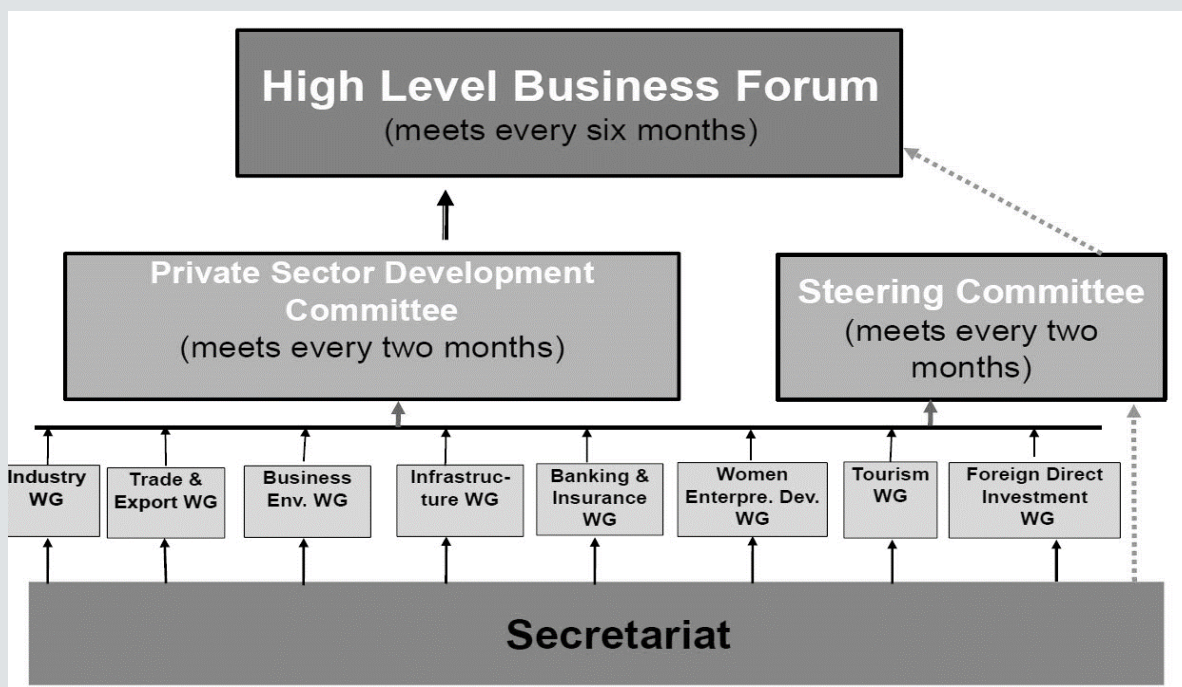 High Level Business Forum
(meets every six months)
Private Sector Development
Committee
(meets every two months)
Steering Committee
(meets every two
months)
Industry
WG
Trade &
Export WG
Business
Env. WG
Infrastruc-
ture WG
Banking &
Insurance
WG
Women
Enterpre. Dev.
WG
Tourism
WG
Foreign Direct
Investment
WG
Secretariat